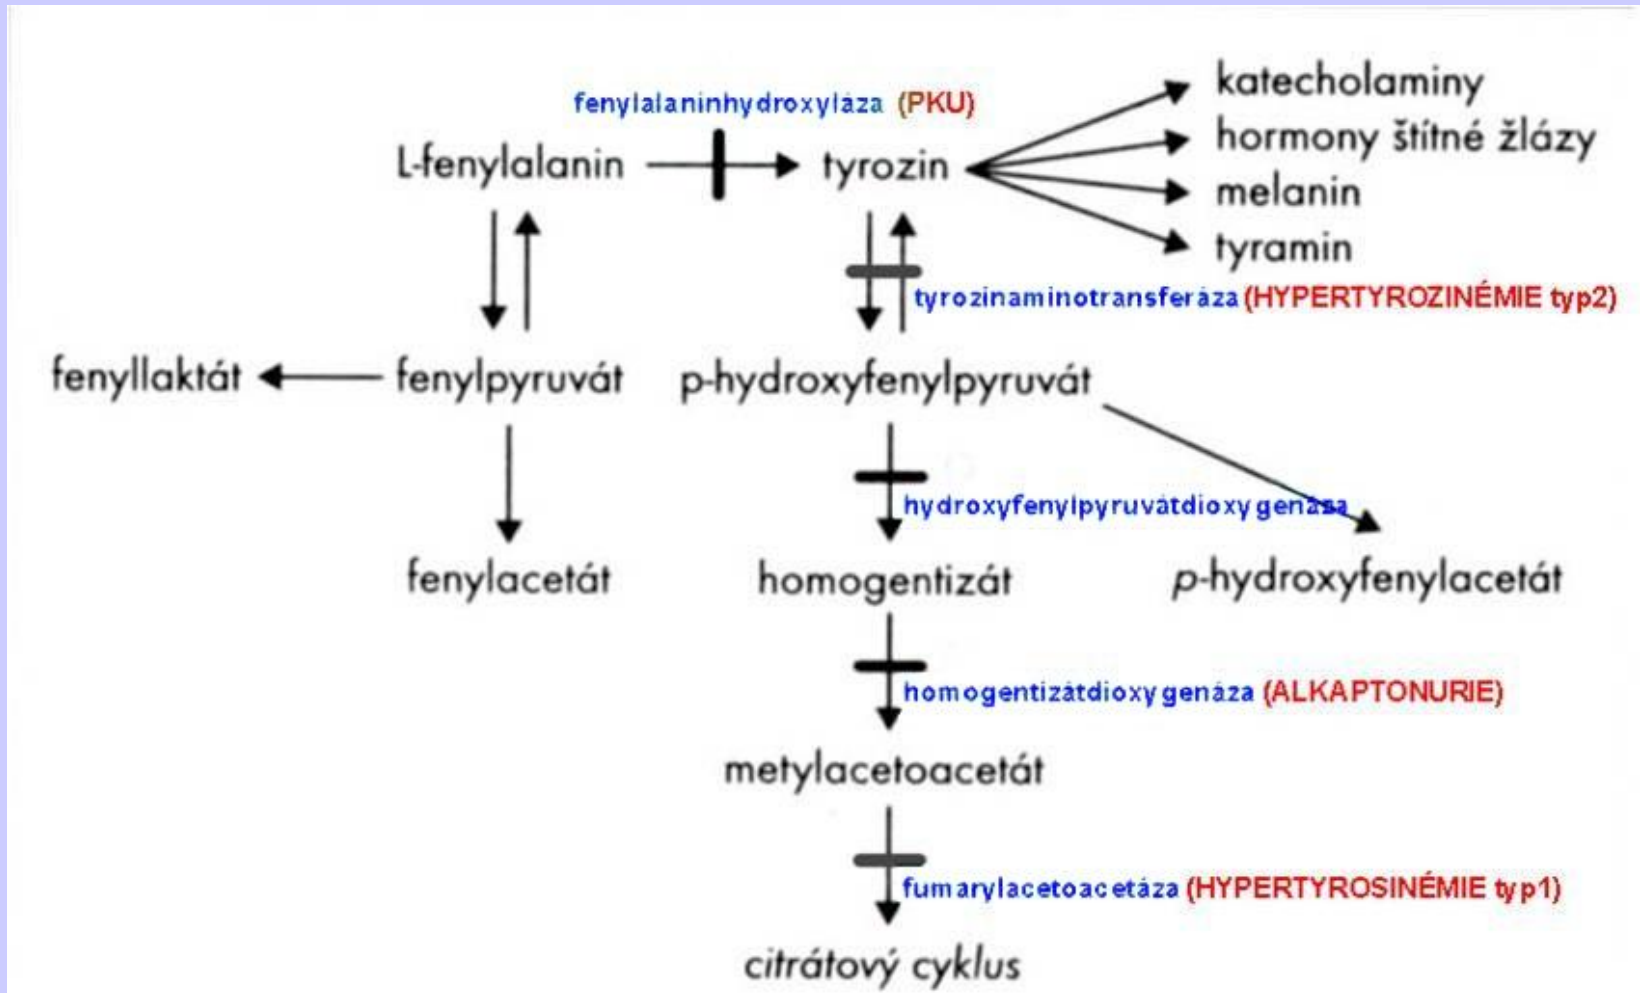 katecholaminy
fenylalaninhydroxyláza (PKU)
hormony štítné žlázy
L-fenylalanin
tyrozin
melanin
tyramin
tyrozinaminotransferáza (HYPERTYROZINÉMIE typ2)
fenyllaktát
fenylpyruvát
p-hydroxyfenylpyruvát
hydroxyfenylpyruvátdioxygenáza
fenylacetát
homogentizát
p-hydroxyfenylacetát
homogentizátdioxygenáza (ALKAPTONURIE)
metylacetoacetát
fumarylacetoacetáza (HYPERTYROSINÉMIE typ1)
citrátový cyklus